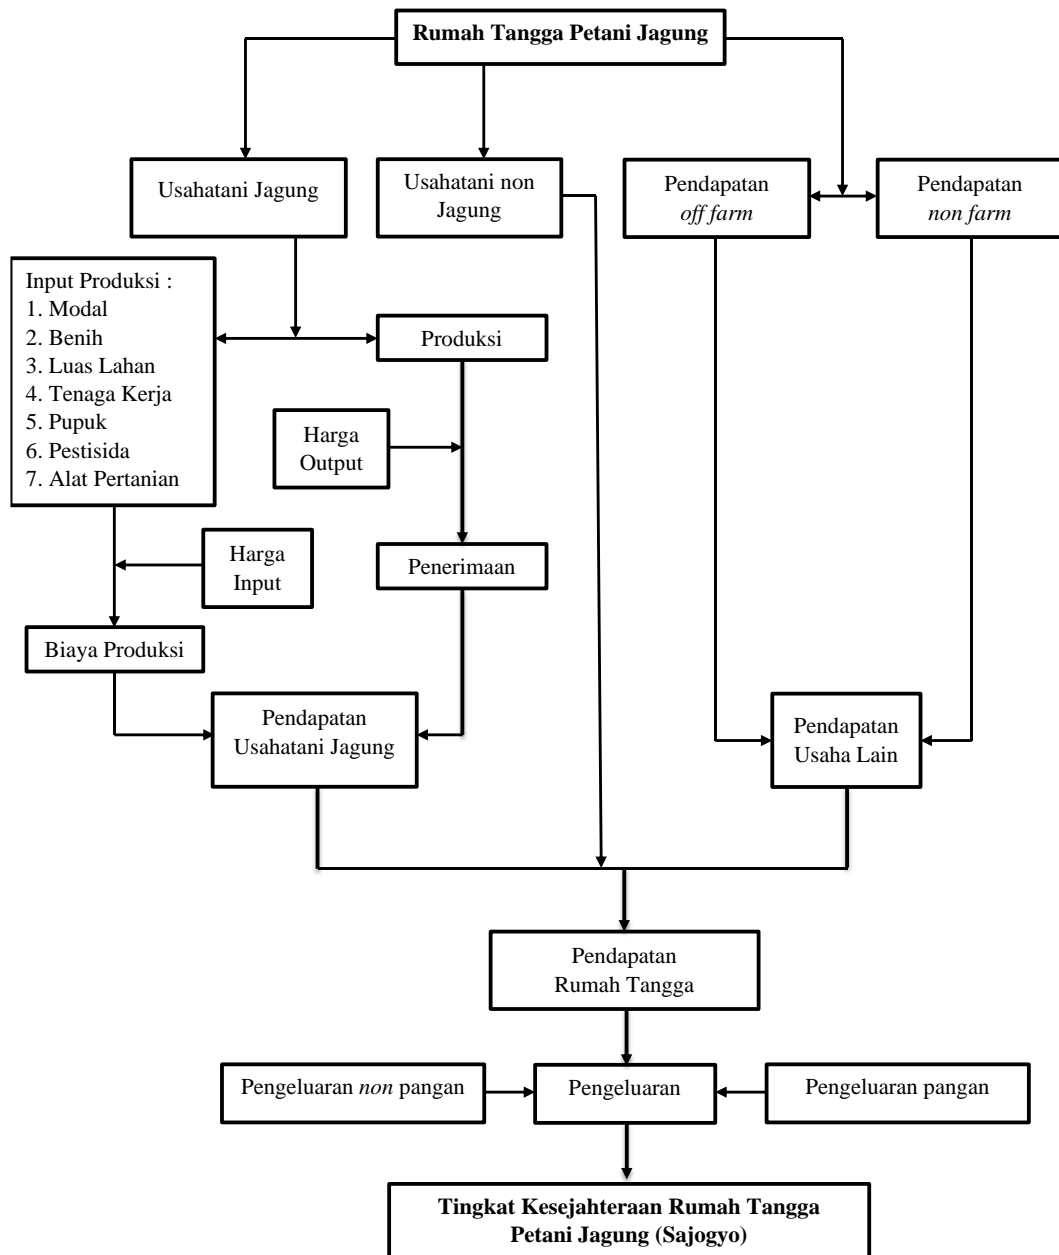 Rumah Tangga Petani Jagung
Usahatani Jagung
Usahatani non
Jagung
Pendapatan
off farm
Pendapatan
non farm
Input Produksi :
1. Modal
2. Benih
3. Luas Lahan
4. Tenaga Kerja
5. Pupuk
6. Pestisida
7. Alat Pertanian
Produksi
Harga
Output
Harga
Input
Penerimaan
Biaya Produksi
Pendapatan
Usahatani Jagung
Pendapatan
Usaha Lain
Pendapatan
Rumah Tangga
Pengeluaran non pangan
Pengeluaran
Pengeluaran pangan
Tingkat Kesejahteraan Rumah Tangga
Petani Jagung (Sajogyo)